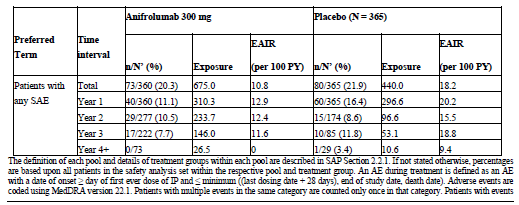 Anifrolumab 300 mg Placebo (N = 365)
Preferred Term Time interval n/N' (%) Exposure EAIR (per 100 PY) n/N' (%) Exposure EAIR (per 100 PY)
Patients with any SAE Total 73/360 (20.3) 675.0 10.8 80/365 (21.9) 440.0 18.2
Year 1 40/360 (11.1) 310.3 12.9 60/365 (16.4) 296.6 20.2
Year 2 29/277 (10.5) 233.7 12.4 15/174 (8.6) 96.6 15.5
Year 3 17/222 (7.7) 146.0 11.6 10/85 (11.8) 53.1 18.8
Year 4+ 0/73 26.5 0 1/29 (3.4) 10.6 9.4
The definition of each pool and details of treatment groups within each pool are described in SAP Section 2.2.1. If not stated otherwise, percentages
are based upon all patients in the safety analysis set within the respective pool and treatment group. An AE during treatment is defined as an AE
with a date of onset ≥ day of first ever dose of IP and ≤ minimum ((last dosing date + 28 days), end of study date, death date). Adverse events are
coded using MedDRA version 22.1. Patients with multiple events in the same category are counted only once in that category. Patients with events